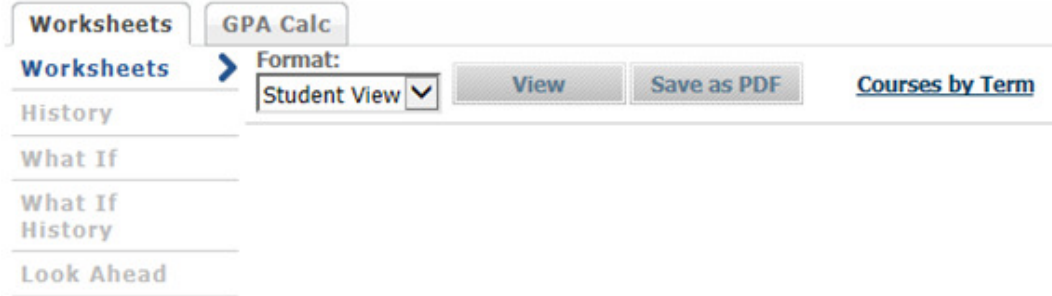 Worksheets GPA Calc
Worksheets
Format:
Student View View Save as PDF Courses by Term
History
What If
What If
History
Look Ahead